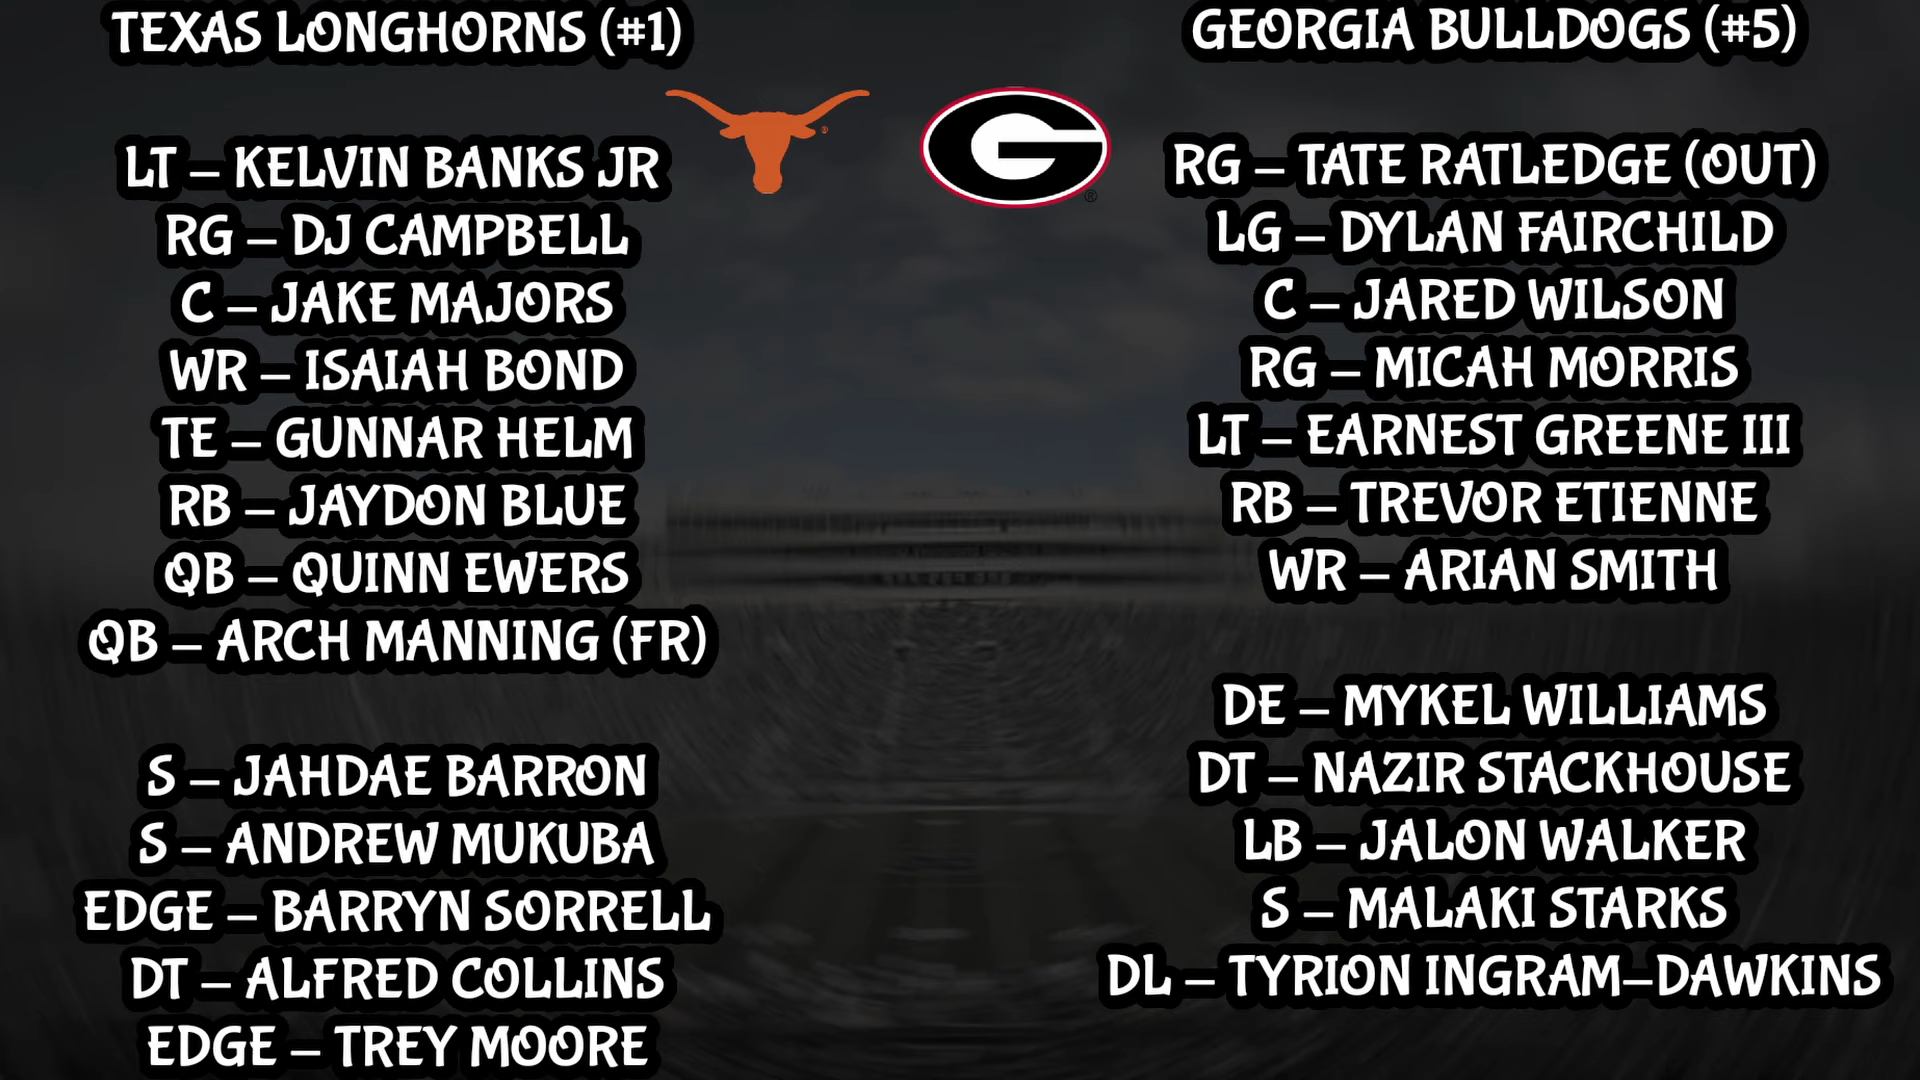 TEXAS LONGHORNS (#1)
LT – KELVIN BANKS JR
RG – DJ CAMPBELL
C – JAKE MAJORS
WR – ISAIAH BOND
TE – GUNNAR HELM
RB – JAYDON BLUE
QB – QUINN EWERS
QB – ARCH MANNING (FR)
S – JAHDAE BARRON
S – ANDREW MUKUBA
EDGE – BARRYN SORRELL
DT – ALFRED COLLINS
EDGE – TREY MOORE
®
G
®
GEORGIA BULLDOGS (#5)
RG – TATE RATLEDGE (OUT)
LG – DYLAN FAIRCHILD
C – JARED WILSON
RG – MICAH MORRIS
LT – EARNEST GREENE III
RB – TREVOR ETIENNE
WR – ARIAN SMITH
DE – MYKEL WILLIAMS
DT – NAZIR STACKHOUSE
LB – JALON WALKER
S – MALAKI STARKS
DL – TYRION INGRAM–DAWKINS